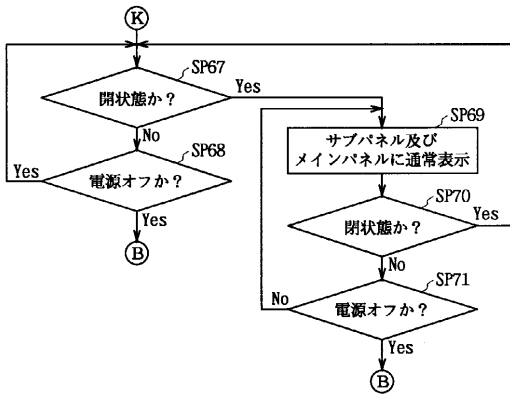 K
SP67
開状態か？
Yes
No
SP68
電源オフか？
Yes
Yes
B
SP69
サブパネル及び
メインパネルに通常表示
SP70
閉状態か？
Yes
No
SP71
No
電源オフか？
Yes
B